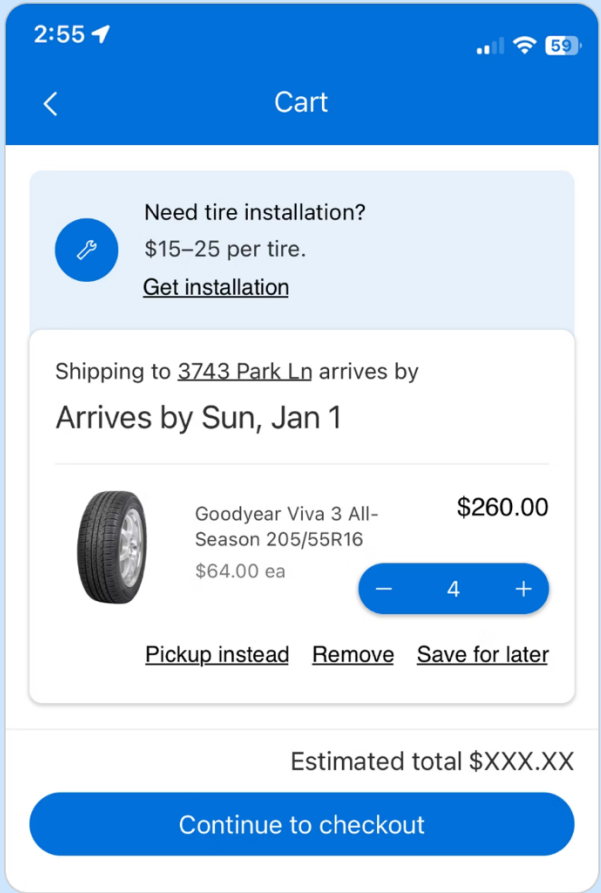 2:55
59
Cart
Need tire installation?
$15–25 per tire.
Get installation
Shipping to 3743 Park Ln arrives by
Arrives by Sun, Jan 1
Goodyear Viva 3 All-
Season 205/55R16
$64.00 ea
$260.00
− 4 +
Pickup instead Remove Save for later
Estimated total $XXX.XX
Continue to checkout